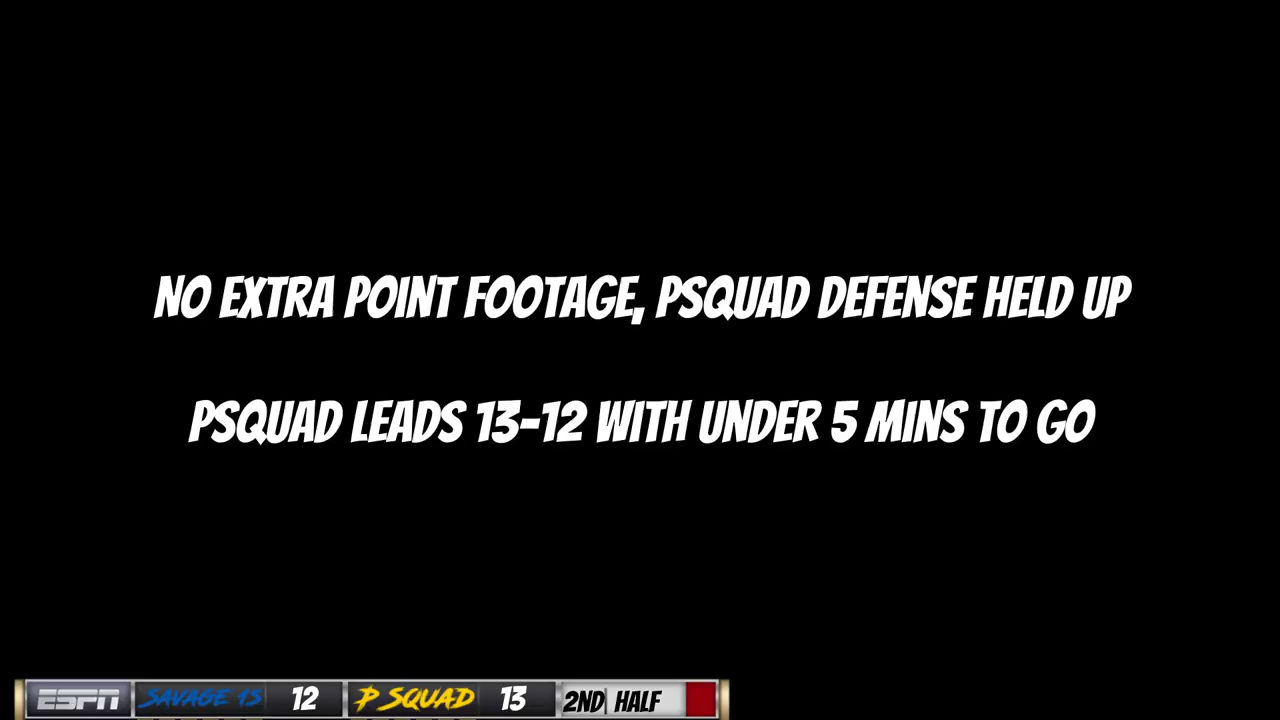 NO EXTRA POINT FOOTAGE, PSQUAD DEFENSE HELD UP
PSQUAD LEADS 13-12 WITH UNDER 5 MINS TO GO
ESPN SAVAGE 15 12 P SQUAD 13 2ND HALF